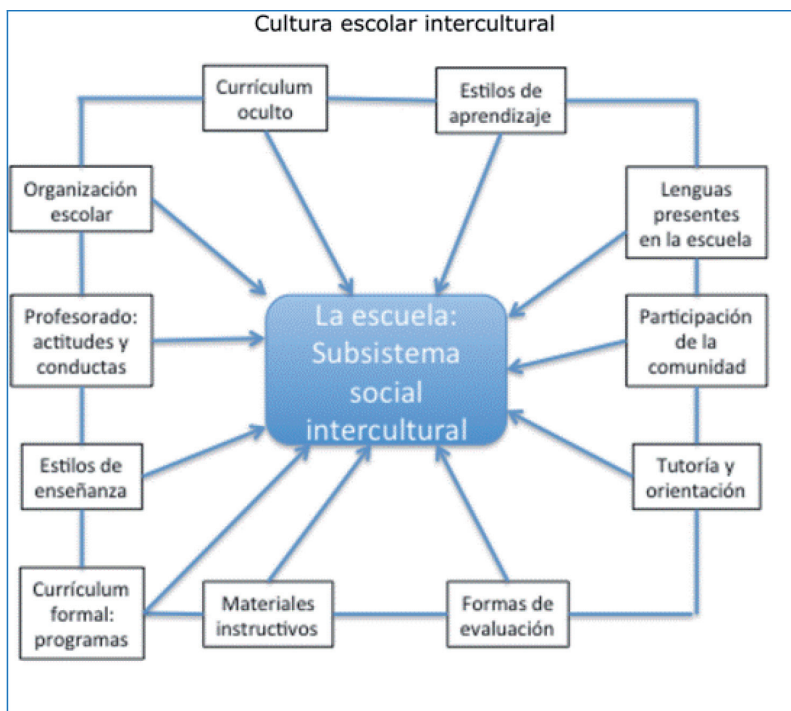 Cultura escolar intercultural
Currículum
oculto
Estilos de
aprendizaje
Organización
escolar
Lenguas
presentes
en la escuela
Profesorado:
actitudes y
conductas
La escuela:
Subsistema
social
intercultural
Participación
de la
comunidad
Estilos de
enseñanza
Tutoría y
orientación
Currículum
formal:
programas
Materiales
instructivos
Formas de
evaluación